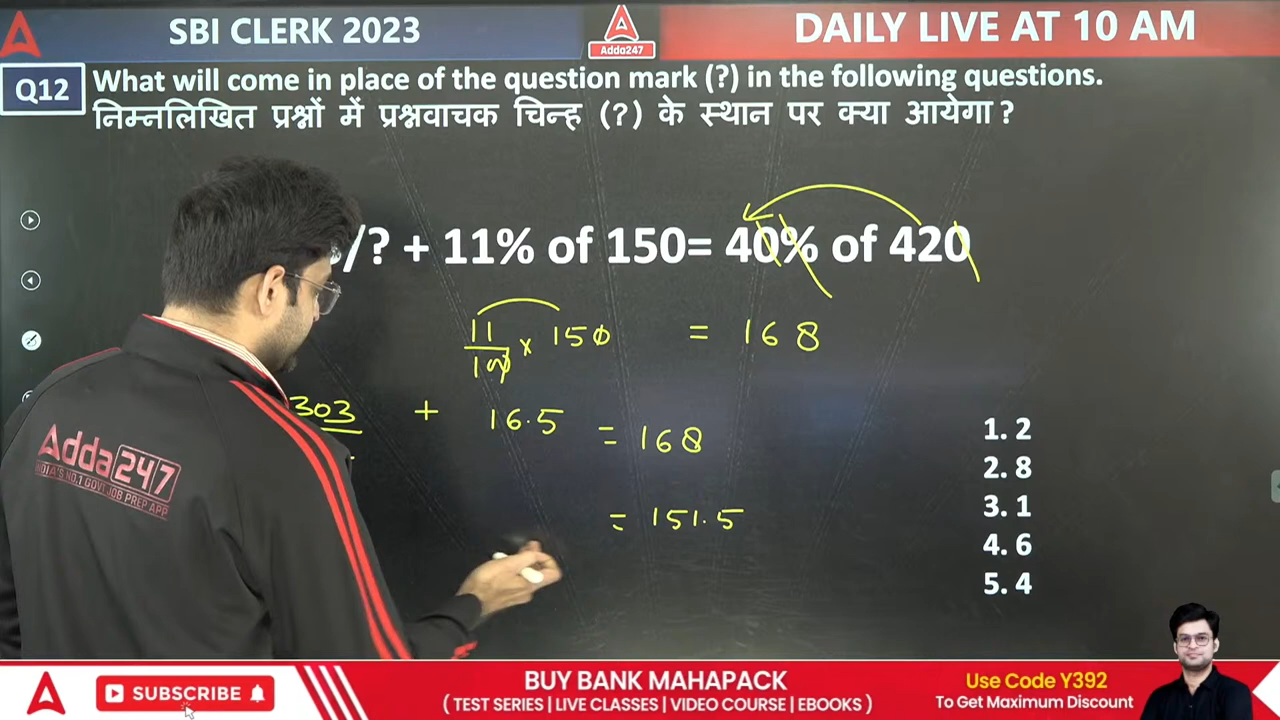 SBI CLERK 2023
Adda247
DAILY LIVE AT 10 AM
Q12
What will come in place of the question mark (?) in the following questions.
निम्नलिखित प्रश्नों में प्रश्नवाचक चिन्ह (?) के स्थान पर क्या आयेगा ?
/? + 11% of 150= 40% of 420
11
100 × 150 = 168
303 + 16.5 = 168
= 151.5
1. 2
2. 8
3. 1
4. 6
5. 4
Adda247
INDIA'S NO.1 GOVT JOB PREP APP
SUBSCRIBE
BUY BANK MAHAPACK
( TEST SERIES | LIVE CLASSES | VIDEO COURSE | EBOOKS )
Use Code Y392
To Get Maximum Discount